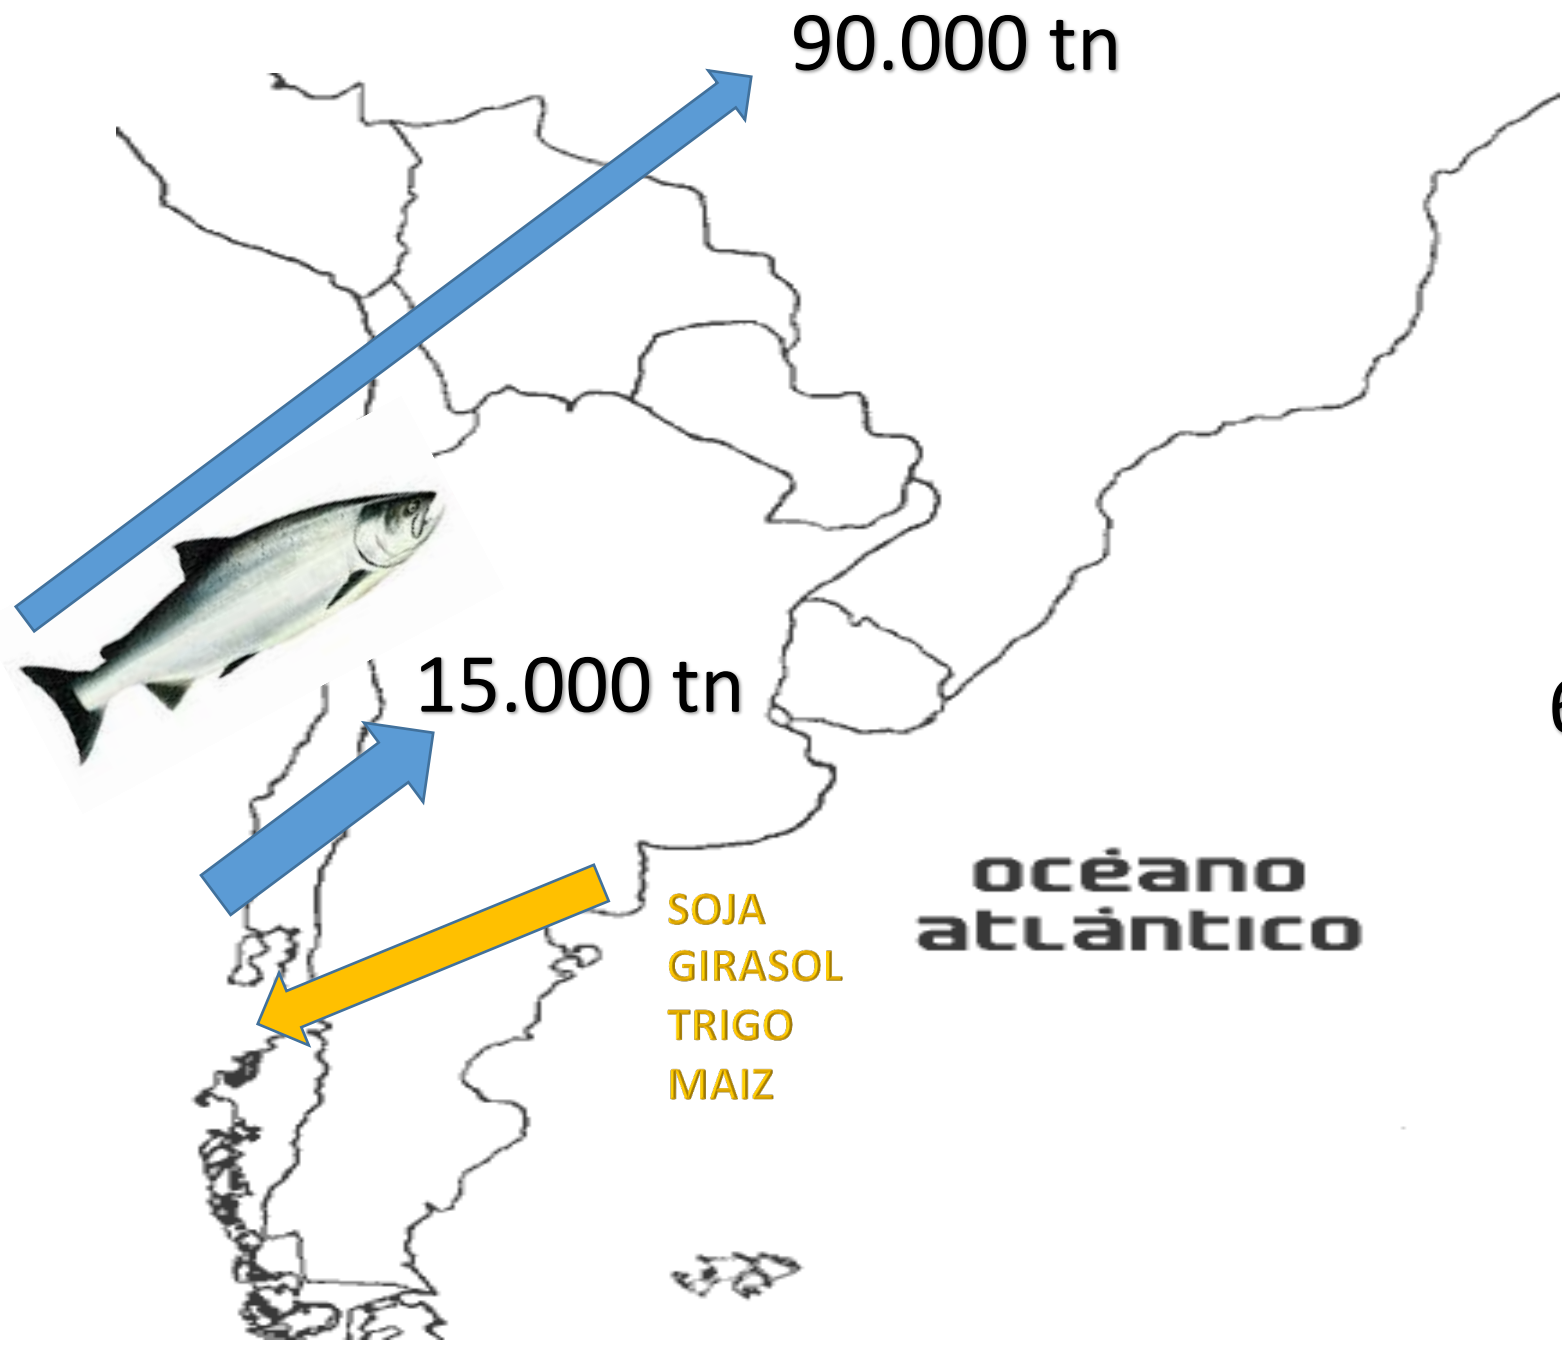 90.000 tn
15.000 tn
océano
atlántico
SOJA
GIRASOL
TRIGO
MAIZ